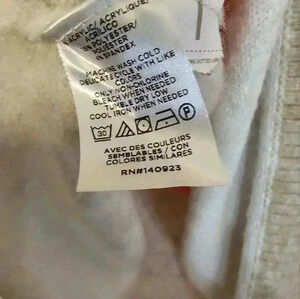 ACRYLIC/ ACRYLIQUE/
ACRILICO
POLYESTER/
POLYESTER
SPANDEX
MACHINE WASH COLD
DELICATE CYCLE WITH LIKE
COLORS
ONLY NON-CHLORINE
BLEACH WHEN NEEDED
TUMBLE DRY LOW
COOL IRON WHEN NEEDED
30
AVEC DES COULEURS
SEMBLABLES / CON
COLORES SIMILARES
RN#140923